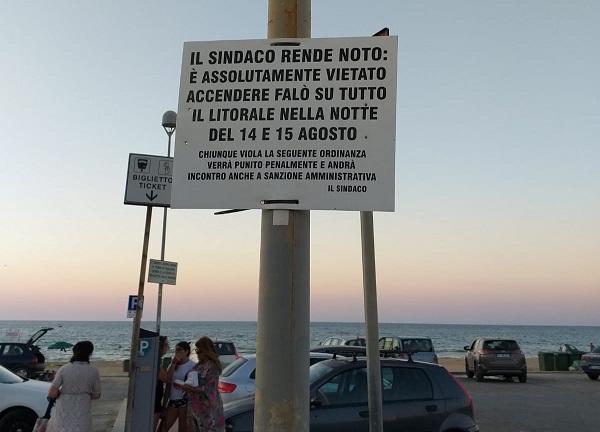 IL SINDACO RENDE NOTO:
È ASSOLUTAMENTE VIETATO
ACCENDERE FALÒ SU TUTTO
IL LITORALE NELLA NOTTE
DEL 14 E 15 AGOSTO
CHIUNQUE VIOLA LA SEGUENTE ORDINANZA
VERRÀ PUNITO PENALMENTE E ANDRÀ
INCONTRO ANCHE A SANZIONE AMMINISTRATIVA
IL SINDACO
BIGLIETTO
TICKET
P
P